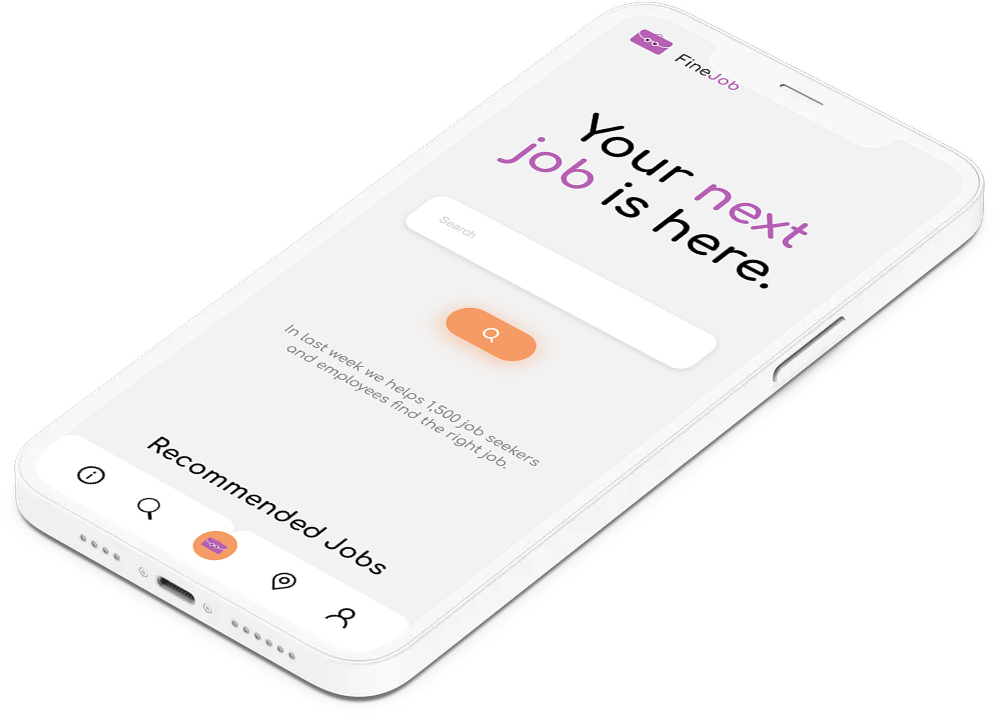 FineJob
Your next
job is here.
Search
In last week we helps 1,500 job seekers
and employees find the right job.
Recommended Jobs